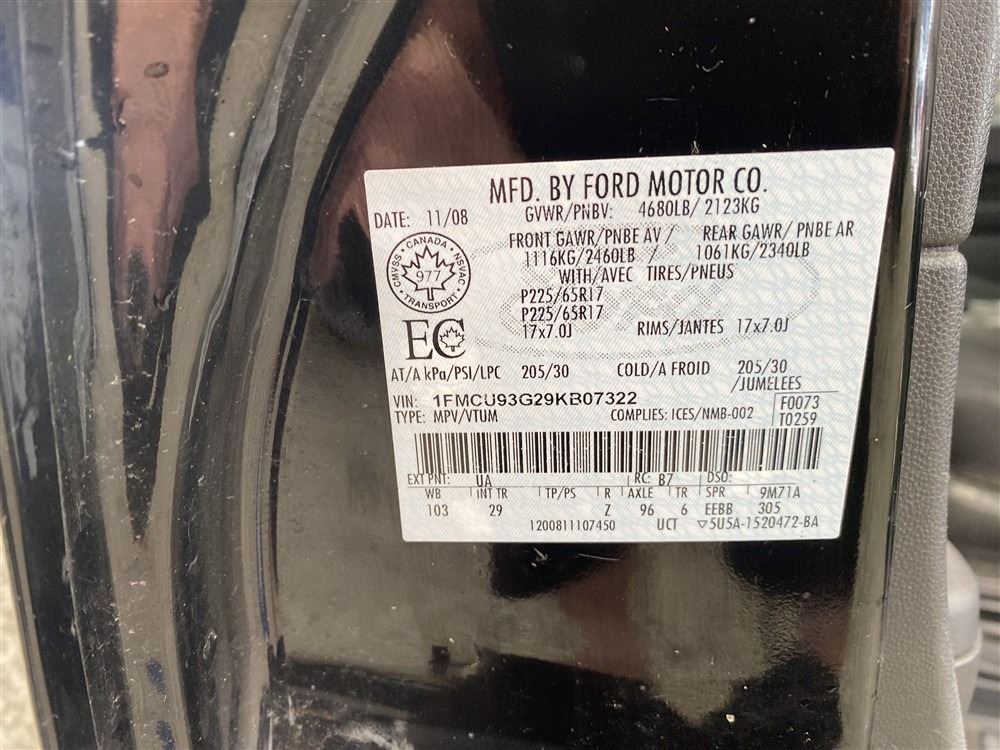 MFD. BY FORD MOTOR CO.
DATE: 11/08
GVWR/PNBV: 4680LB/ 2123KG
FRONT GAWR/PNBE AV / REAR GAWR/ PNBE AR
1116KG/2460LB / 1061KG/2340LB
WITH/AVEC TIRES/PNEUS
P225/65R17
P225/65R17
17x7.0J RIMS/JANTES 17x7.0J
CMVSS · CANADA · NSVAC
977
TRANSPORT
EC
AT/A kPa/PSI/LPC 205/30 COLD/A FROID 205/30
/JUMELEES
VIN: 1FMCU93G29KB07322 F0073
TYPE: MPV/VTUM COMPLIES: ICES/NMB-002 T0259
EXT PNT: UA RC: B7 DSO:
WB INT TR TP/PS R AXLE TR SPR 9M71A
103 29 Z 96 6 EEBB 305
1200811107450 UCT ▽5U5A-1520472-BA